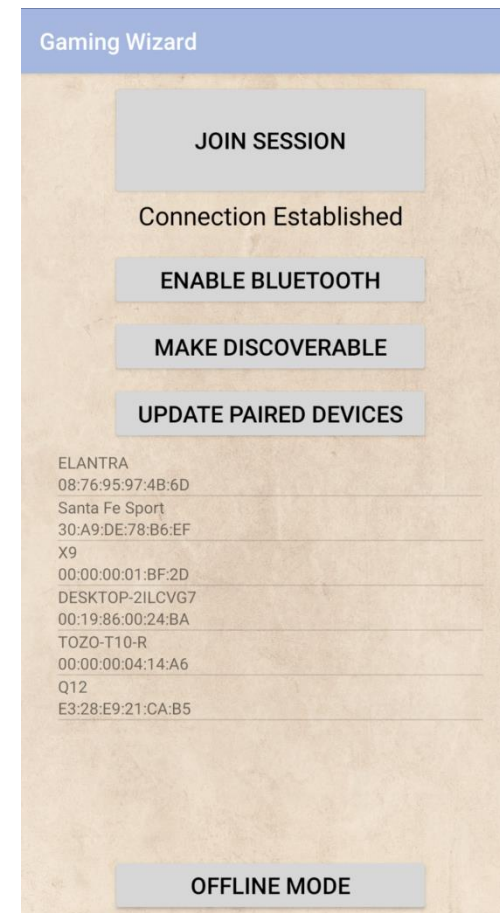 Gaming Wizard
JOIN SESSION
Connection Established
ENABLE BLUETOOTH
MAKE DISCOVERABLE
UPDATE PAIRED DEVICES
ELANTRA
08:76:95:97:4B:6D
Santa Fe Sport
30:A9:DE:78:B6:EF
X9
00:00:00:01:BF:2D
DESKTOP-2ILCVG7
00:19:86:00:24:BA
TOZO-T10-R
00:00:00:04:14:A6
Q12
E3:28:E9:21:CA:B5
OFFLINE MODE